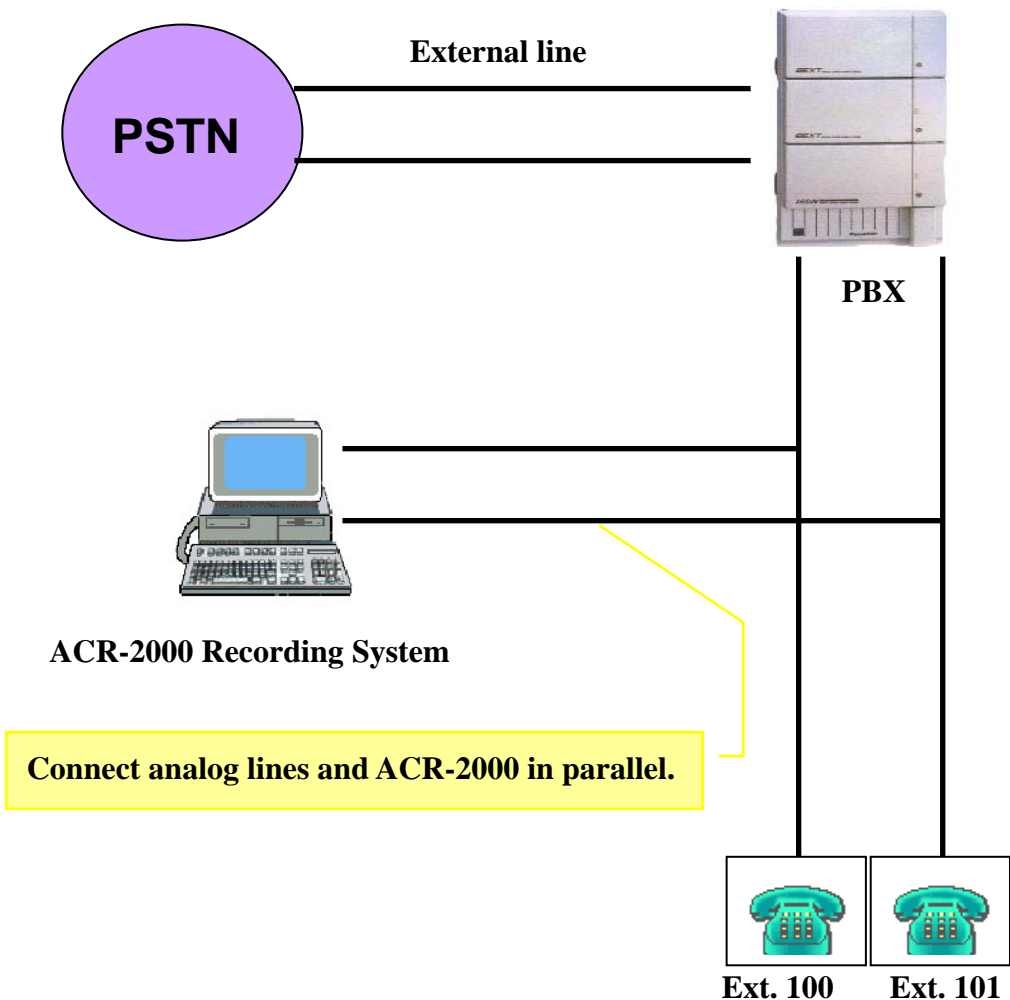 External line
PSTN
PBX
ACR-2000 Recording System
Connect analog lines and ACR-2000 in parallel.
Ext. 100
Ext. 101